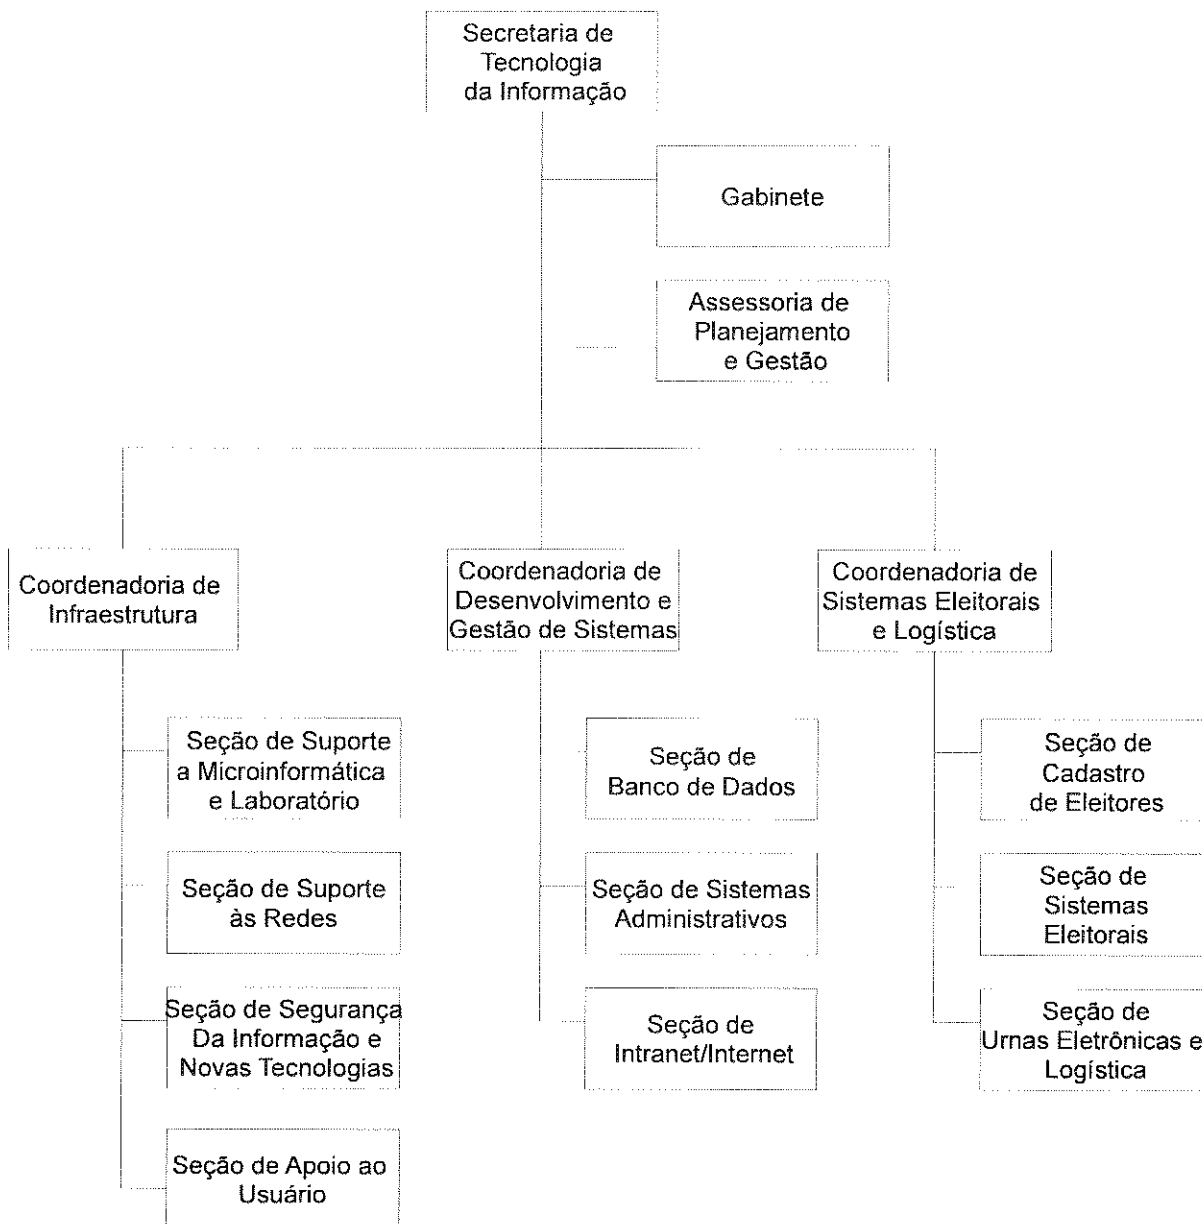 Secretaria de
Tecnologia
da Informação
Gabinete
Assessoria de
Planejamento
e Gestão
Coordenadoria de
Infraestrutura
Coordenadoria de
Desenvolvimento e
Gestão de Sistemas
Coordenadoria de
Sistemas Eleitorais
e Logística
Seção de Suporte
a Microinformática
e Laboratório
Seção de Suporte
às Redes
Seção de Segurança
Da Informação e
Novas Tecnologias
Seção de Apoio ao
Usuário
Seção de
Banco de Dados
Seção de Sistemas
Administrativos
Seção de
Intranet/Internet
Seção de
Cadastro
de Eleitores
Seção de
Sistemas
Eleitorais
Seção de
Urnas Eletrônicas e
Logística